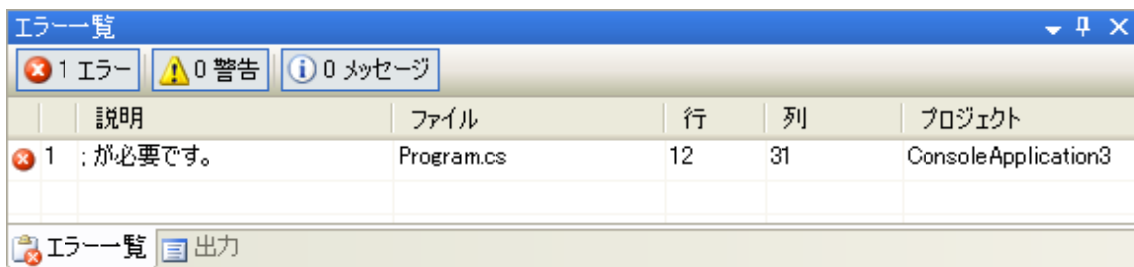 エラー一覧
1 エラー 0 警告 0 メッセージ
説明 ファイル 行 列 プロジェクト
1 ; が必要です。 Program.cs 12 31 ConsoleApplication3
エラー一覧 出力